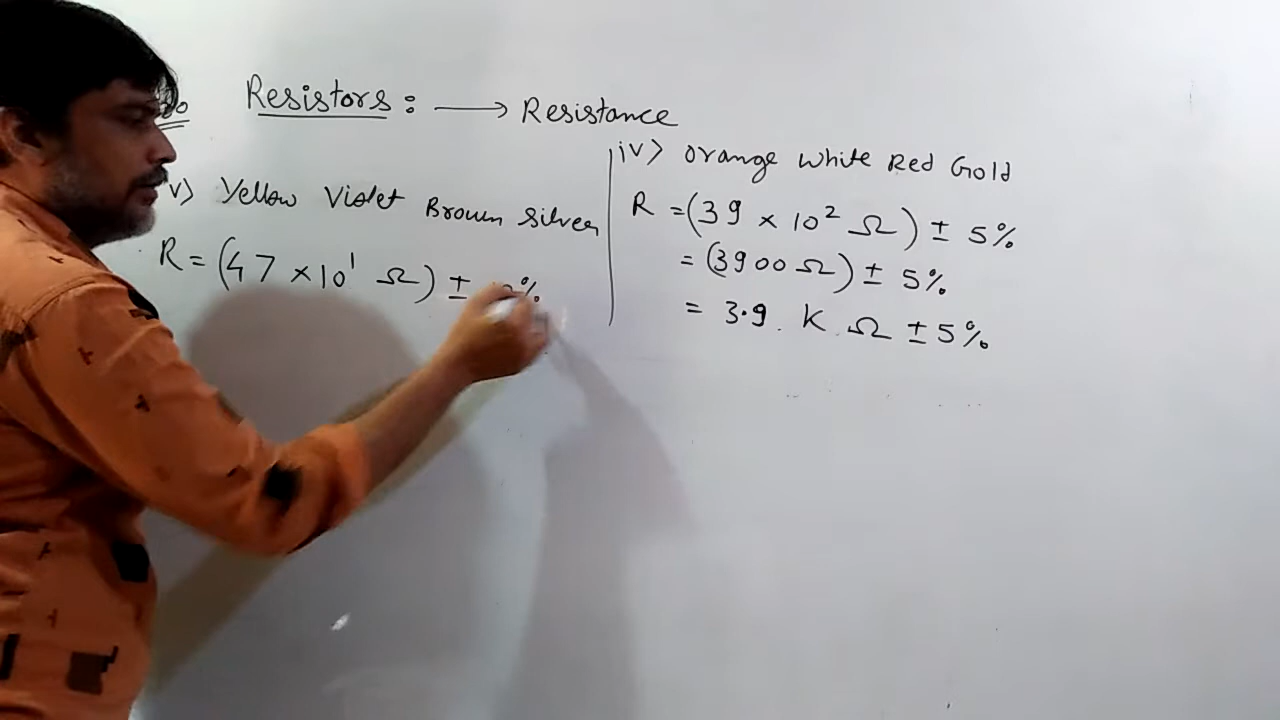 Resistors : → Resistance
v) Yellow Violet Brown silver
R = (47 × 10¹ Ω) ± %
iv) orange white Red Gold
R = (39 × 10² Ω) ± 5%
= (3900 Ω) ± 5%
= 3.9 K Ω ± 5%